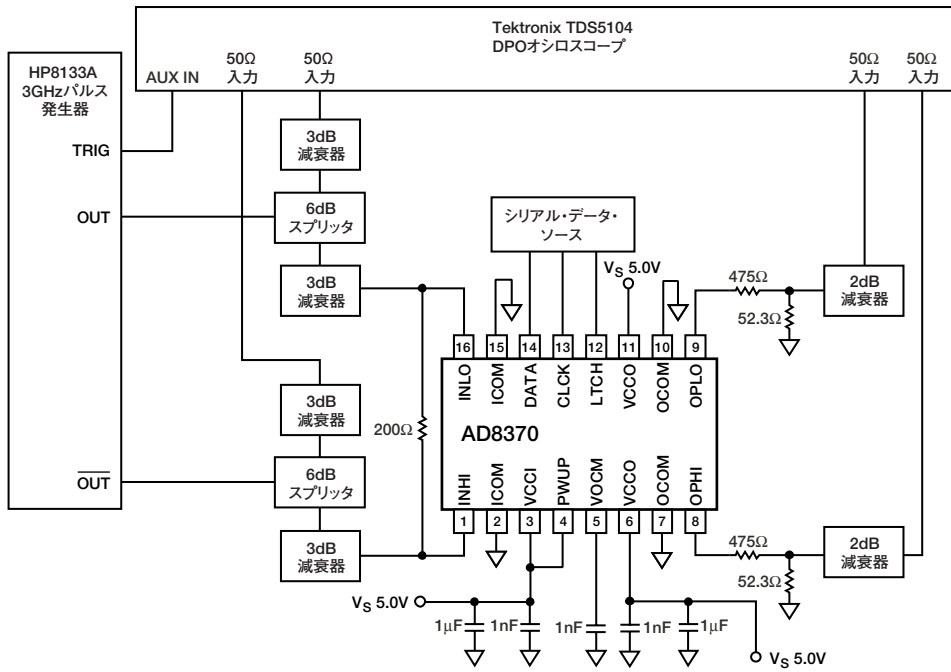 Tektronix TDS5104
DPOオシロスコープ
HP8133A
3GHzパルス
発生器
AUX IN
50Ω
入力
50Ω
入力
50Ω
入力
50Ω
入力
TRIG
OUT
OUT
3dB
減衰器
6dB
スプリッタ
3dB
減衰器
3dB
減衰器
6dB
スプリッタ
3dB
減衰器
200Ω
シリアル・データ・
ソース
VS 5.0V
475Ω
52.3Ω
2dB
減衰器
16
15
14
13
12
11
10
9
INLO
ICOM
DATA
CLCK
LTCH
VCCO
OCOM
OPLO
AD8370
INHI
ICOM
VCCI
PWUP
VOCM
VCCO
OCOM
OPHI
1
2
3
4
5
6
7
8
475Ω
52.3Ω
2dB
減衰器
VS 5.0V
1μF
1nF
1nF
1nF
1μF
VS 5.0V